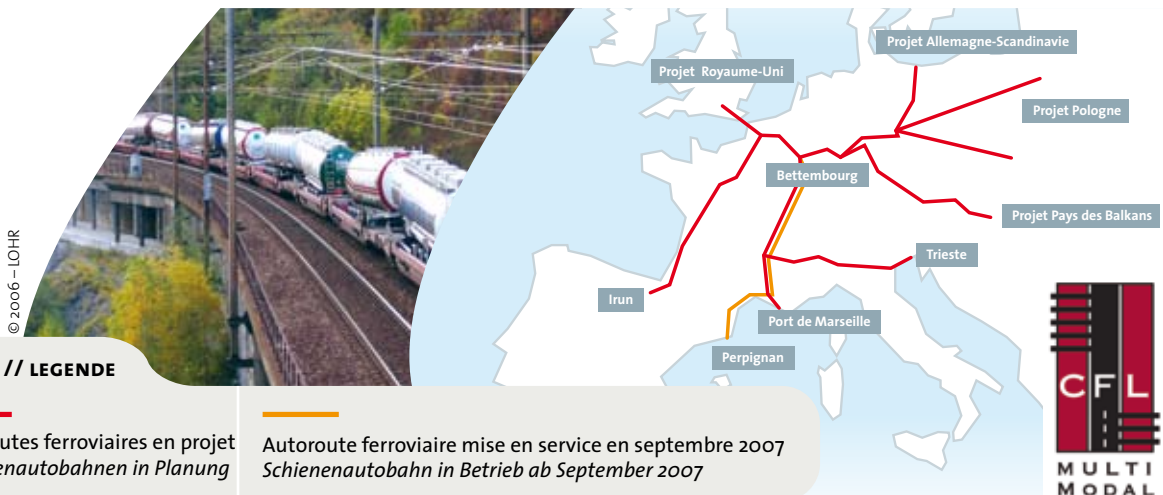 Projet Allemagne-Scandinavie
Projet Royaume-Uni
Projet Pologne
Bettembourg
Projet Pays des Balkans
Trieste
Irun
Port de Marseille
Perpignan
© 2006 – LOHR
// LEGENDE
utes ferroviaires en projet
enautobahnen in Planung
Autoroute ferroviaire mise en service en septembre 2007
Schienenautobahn in Betrieb ab September 2007
CFL
MULTI
MODAL